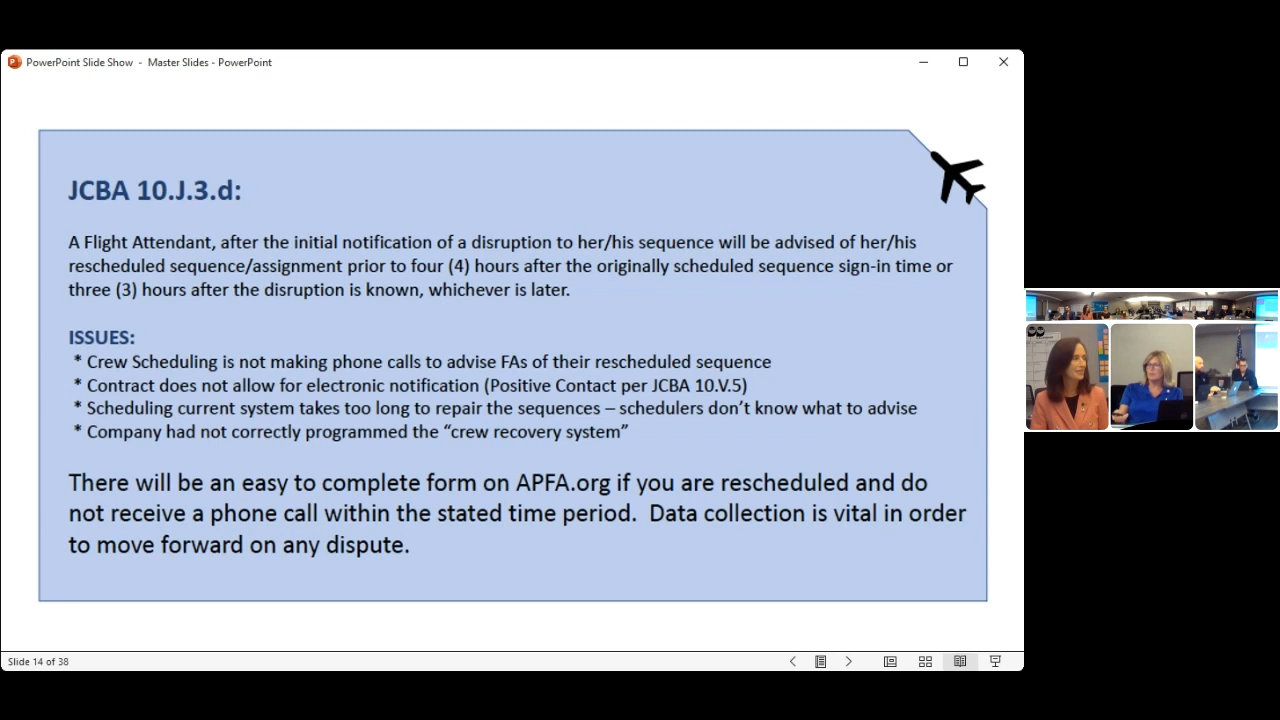 PowerPoint Slide Show - Master Slides - PowerPoint
JCBA 10.J.3.d:
A Flight Attendant, after the initial notification of a disruption to her/his sequence will be advised of her/his
rescheduled sequence/assignment prior to four (4) hours after the originally scheduled sequence sign-in time or
three (3) hours after the disruption is known, whichever is later.
ISSUES:
* Crew Scheduling is not making phone calls to advise FAs of their rescheduled sequence
* Contract does not allow for electronic notification (Positive Contact per JCBA 10.V.5)
* Scheduling current system takes too long to repair the sequences – schedulers don’t know what to advise
* Company had not correctly programmed the “crew recovery system”
There will be an easy to complete form on APFA.org if you are rescheduled and do
not receive a phone call within the stated time period.  Data collection is vital in order
to move forward on any dispute.
Slide 14 of 38